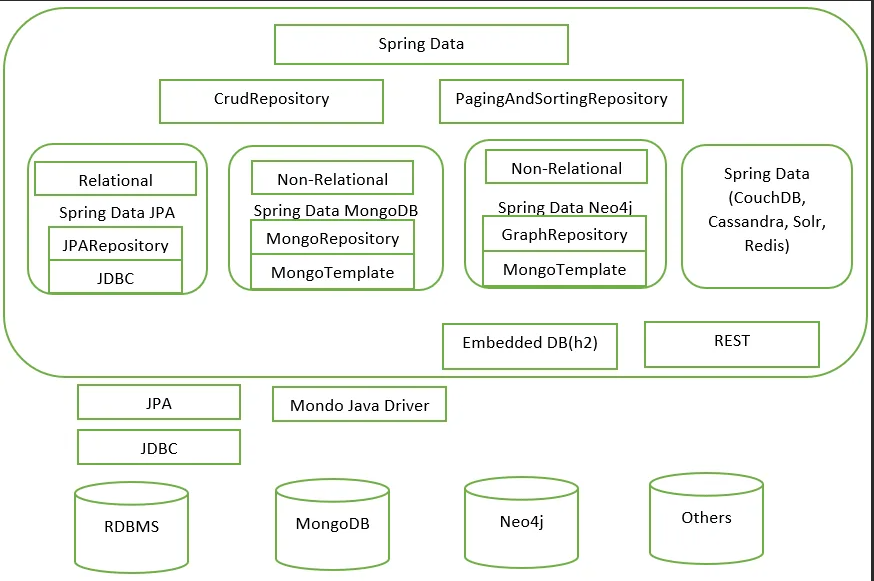 Spring Data
CrudRepository
PagingAndSortingRepository
Relational
Spring Data JPA
JPARepository
JDBC
Non-Relational
Spring Data MongoDB
MongoRepository
MongoTemplate
Non-Relational
Spring Data Neo4j
GraphRepository
MongoTemplate
Spring Data
(CouchDB,
Cassandra, Solr,
Redis)
Embedded DB(h2)
REST
JPA
Mondo Java Driver
JDBC
RDBMS
MongoDB
Neo4j
Others